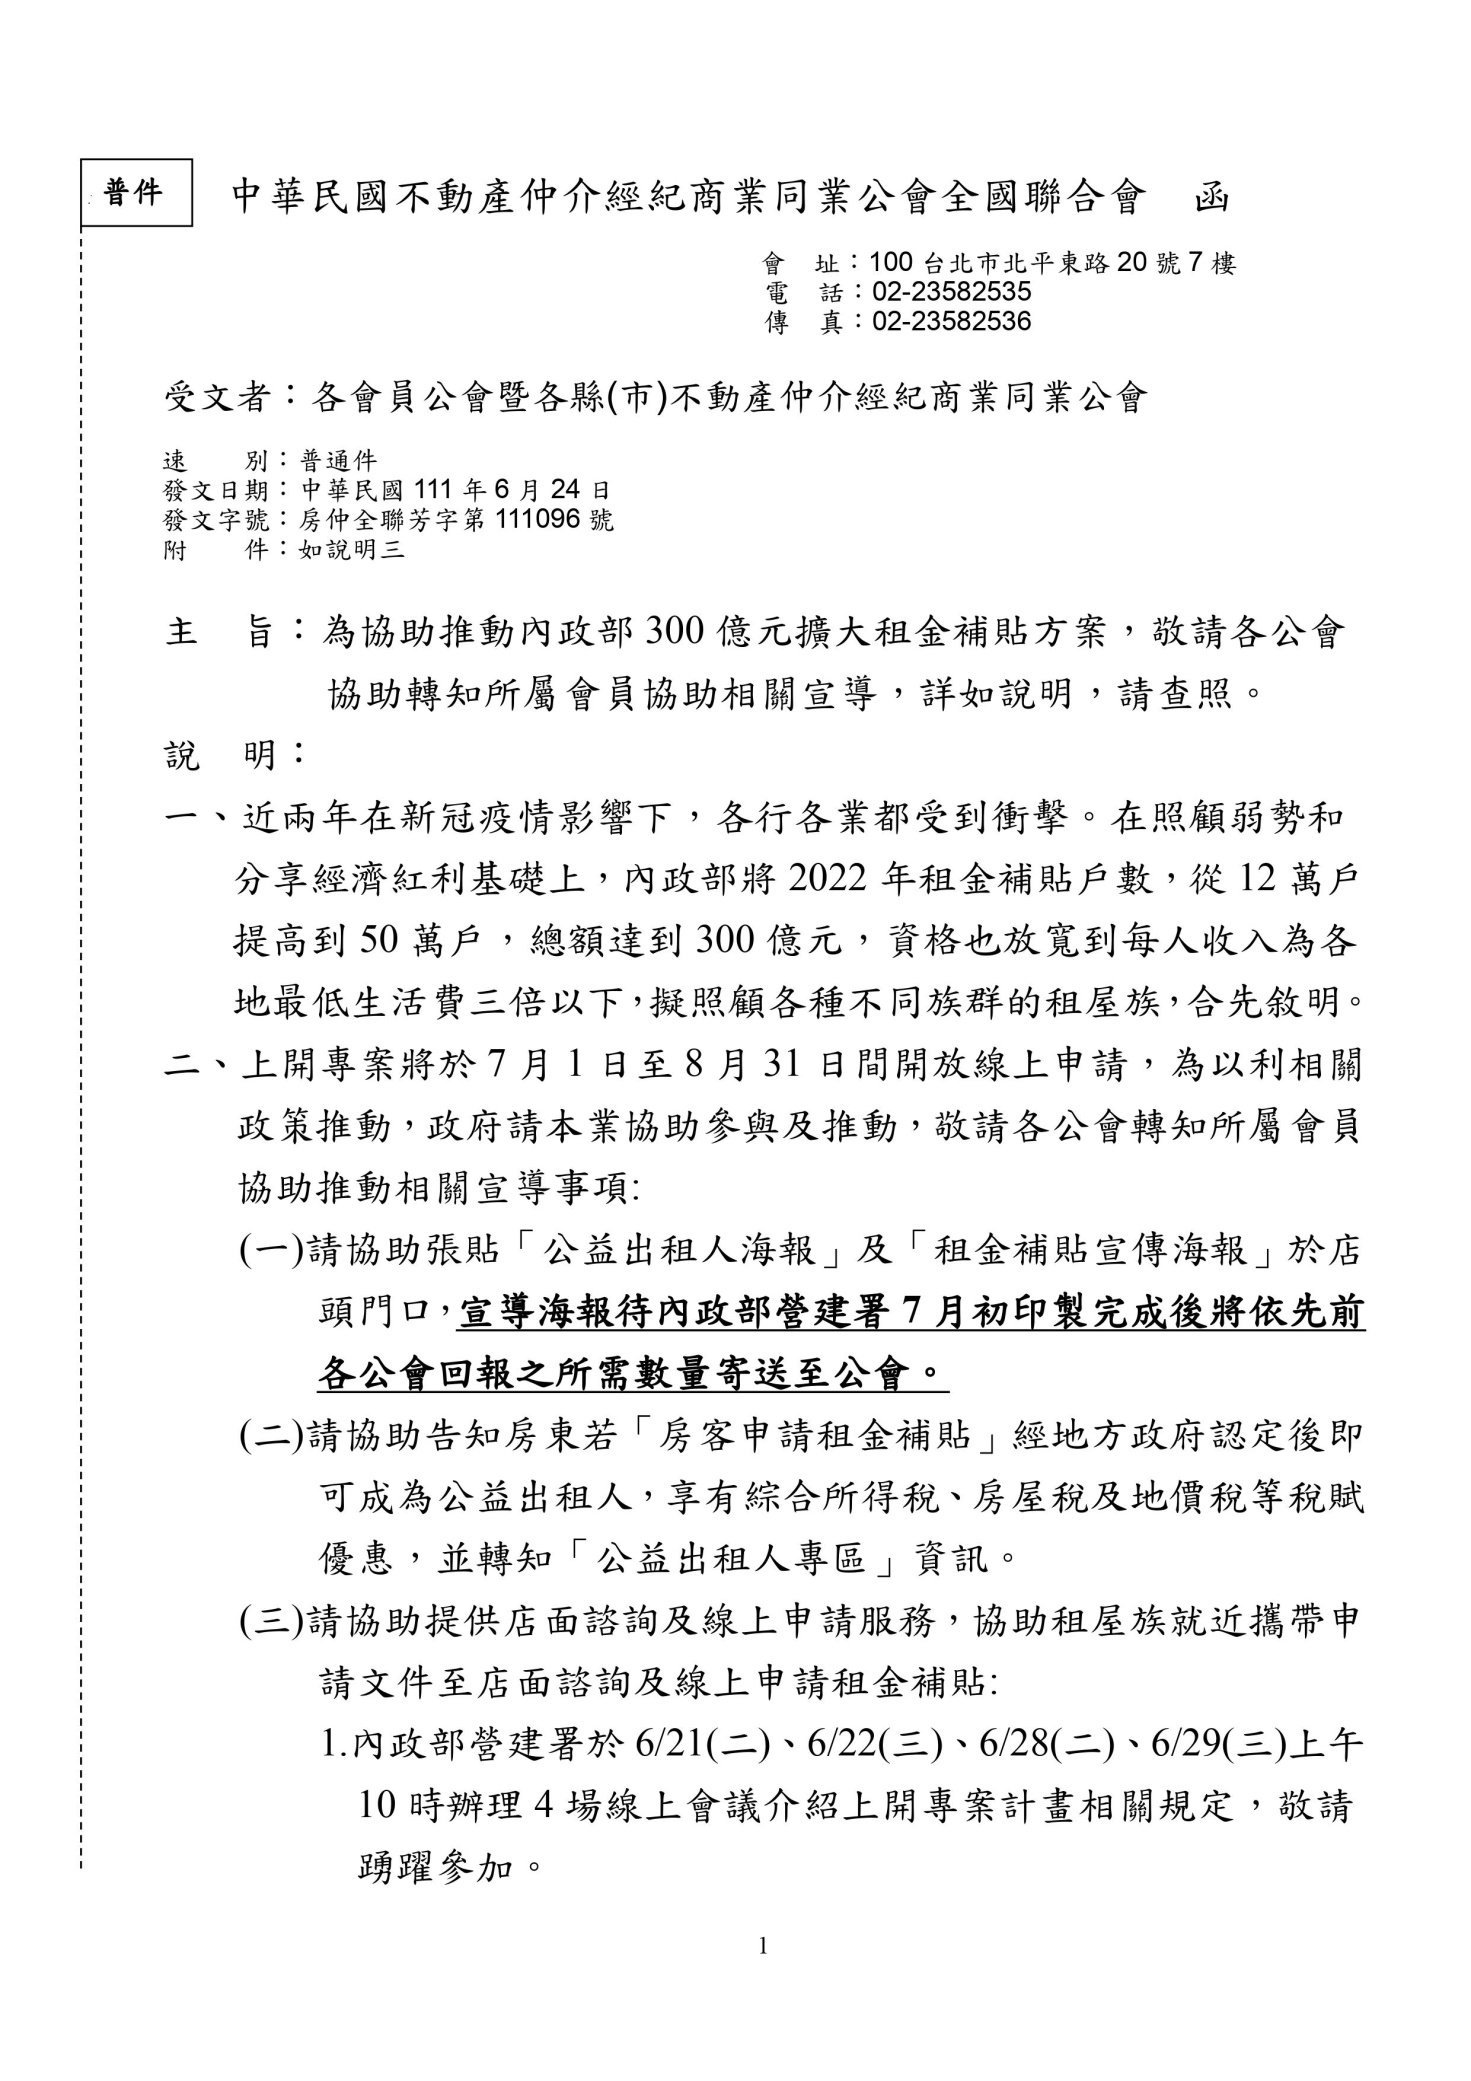 普件
中華民國不動產仲介經紀商業同業公會全國聯合會　函
會　址：100 台北市北平東路 20 號 7 樓
電　話：02-23582535
傳　真：02-23582536
受文者：各會員公會暨各縣(市)不動產仲介經紀商業同業公會
速　　別：普通件
發文日期：中華民國 111 年 6 月 24 日
發文字號：房仲全聯芳字第 111096 號
附　　件：如說明三
主　旨：為協助推動內政部 300 億元擴大租金補貼方案，敬請各公會
協助轉知所屬會員協助相關宣導，詳如說明，請查照。
說　明：
一、近兩年在新冠疫情影響下，各行各業都受到衝擊。在照顧弱勢和
分享經濟紅利基礎上，內政部將 2022 年租金補貼戶數，從 12 萬戶
提高到 50 萬戶，總額達到 300 億元，資格也放寬到每人收入為各
地最低生活費三倍以下，擬照顧各種不同族群的租屋族，合先敘明。
二、上開專案將於 7 月 1 日至 8 月 31 日間開放線上申請，為以利相關
政策推動，政府請本業協助參與及推動，敬請各公會轉知所屬會員
協助推動相關宣導事項:
(一)請協助張貼「公益出租人海報」及「租金補貼宣傳海報」於店
頭門口，宣導海報待內政部營建署 7 月初印製完成後將依先前
各公會回報之所需數量寄送至公會。
(二)請協助告知房東若「房客申請租金補貼」經地方政府認定後即
可成為公益出租人，享有綜合所得稅、房屋稅及地價稅等稅賦
優惠，並轉知「公益出租人專區」資訊。
(三)請協助提供店面諮詢及線上申請服務，協助租屋族就近攜帶申
請文件至店面諮詢及線上申請租金補貼:
1.內政部營建署於 6/21(二)、6/22(三)、6/28(二)、6/29(三)上午
10 時辦理 4 場線上會議介紹上開專案計畫相關規定，敬請
踴躍參加。
1